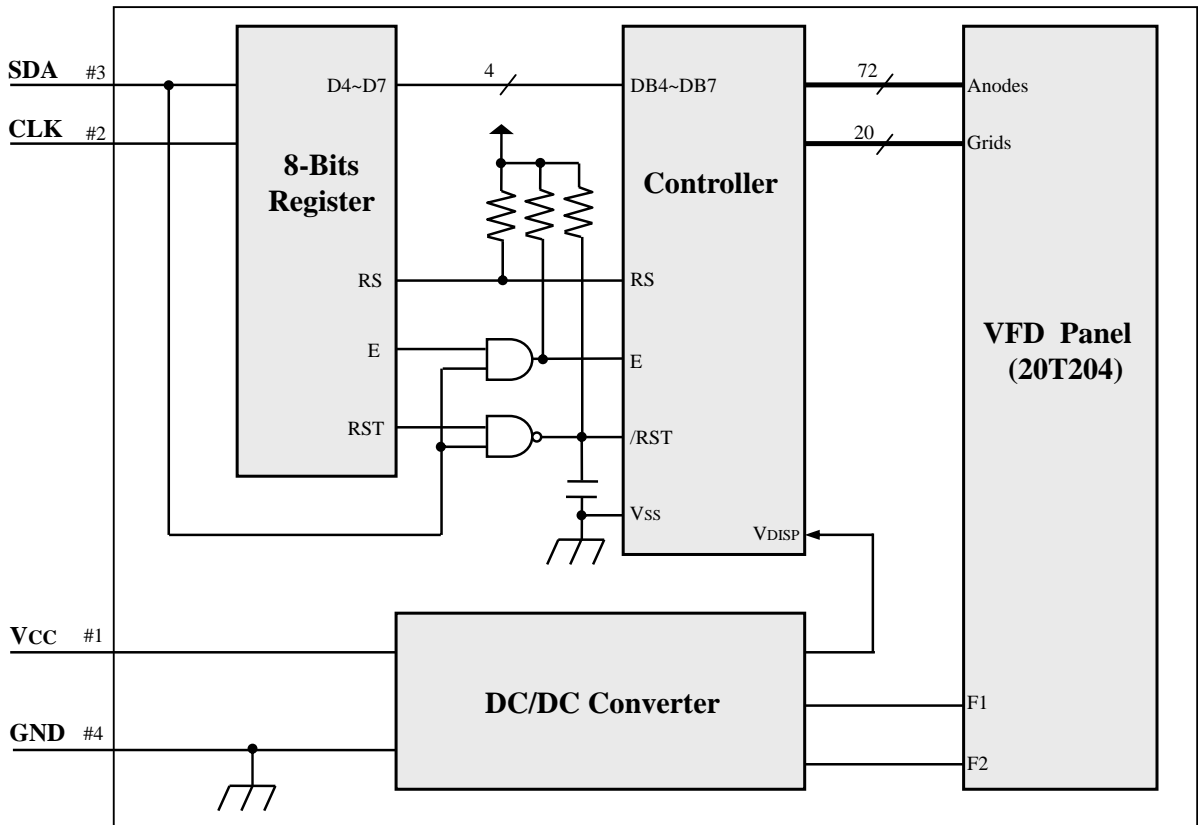 SDA #3
CLK #2
D4~D7
4
DB4~DB7
72
Anodes
20
Grids
8-Bits
Register
Controller
RS
RS
E
E
RST
/RST
VSS
VDISP
VFD Panel
(20T204)
VCC #1
DC/DC Converter
GND #4
F1
F2